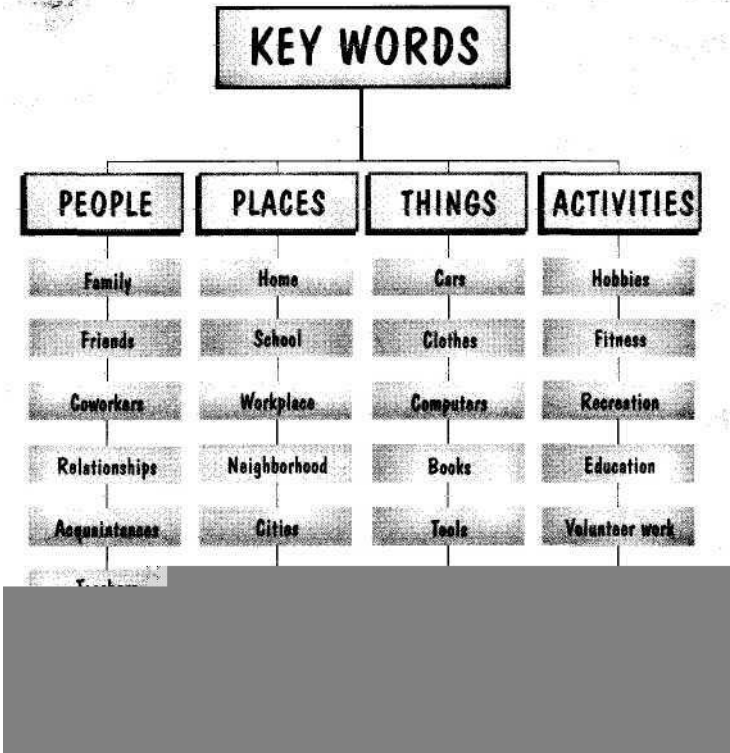 KEY WORDS
PEOPLE PLACES THINGS ACTIVITIES
Family Home Cars Hobbies
Friends School Clothes Fitness
Coworkers Workplace Computers Recreation
Relationships Neighborhood Books Education
Acquaintances Cities Tools Volunteer work